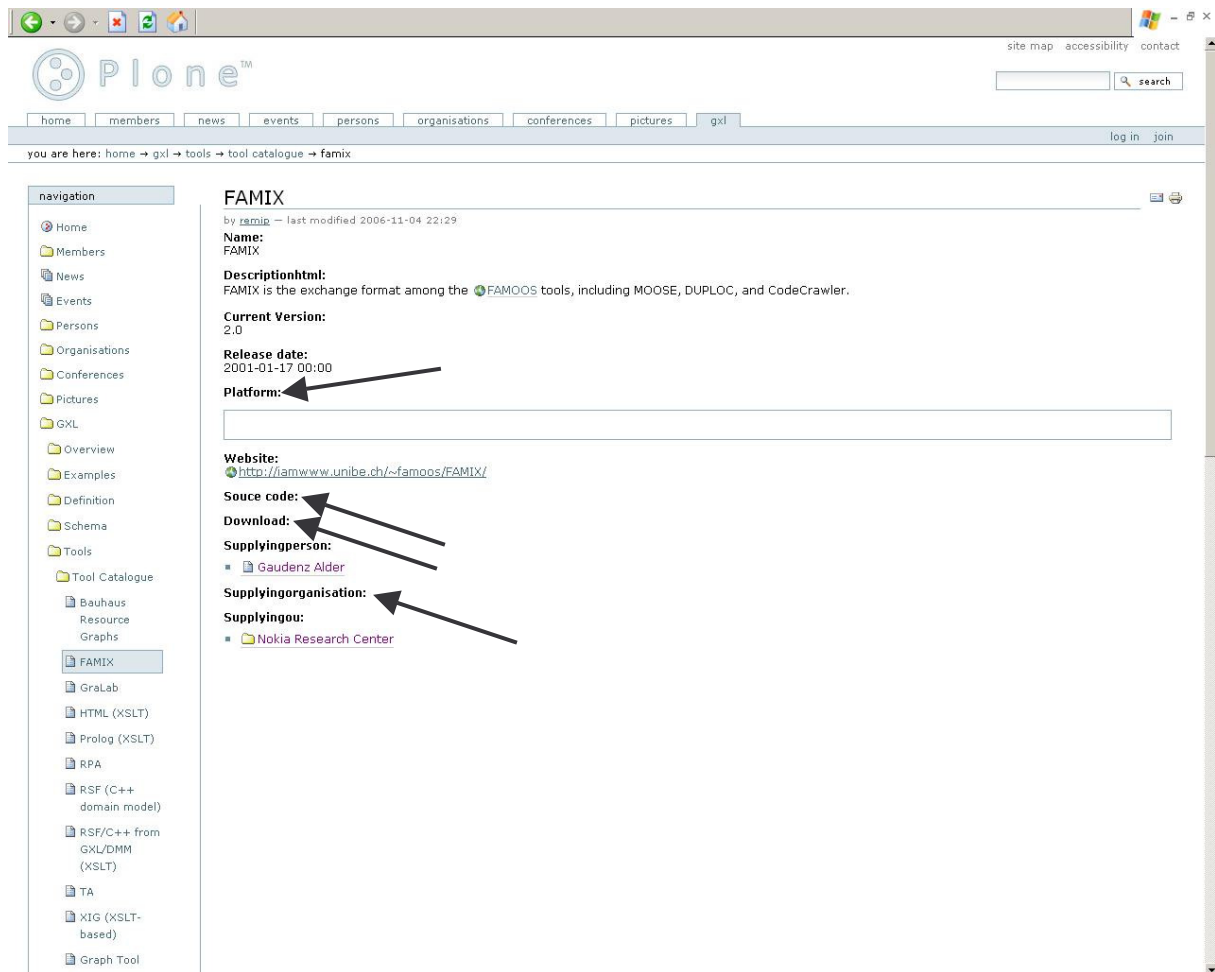 site map accessibility contact
Plone™
search
home members news events persons organisations conferences pictures gxl
log in join
you are here: home → gxl → tools → tool catalogue → famix
navigation
Home
Members
News
Events
Persons
Organisations
Conferences
Pictures
GXL
Overview
Examples
Definition
Schema
Tools
Tool Catalogue
Bauhaus
Resource
Graphs
FAMIX
GraLab
HTML (XSLT)
Prolog (XSLT)
RPA
RSF (C++
domain model)
RSF/C++ from
GXL/DMM
(XSLT)
TA
XIG (XSLT-
based)
Graph Tool
FAMIX
by remip — last modified 2006-11-04 22:29
Name:
FAMIX
Descriptionhtml:
FAMIX is the exchange format among the FAMOOS tools, including MOOSE, DUPLOC, and CodeCrawler.
Current Version:
2.0
Release date:
2001-01-17 00:00
Platform:
Website:
http://iamwww.unibe.ch/~famoos/FAMIX/
Souce code:
Download:
Supplyingperson:
Gaudenz Alder
Supplyingorganisation:
Supplyingou:
Nokia Research Center